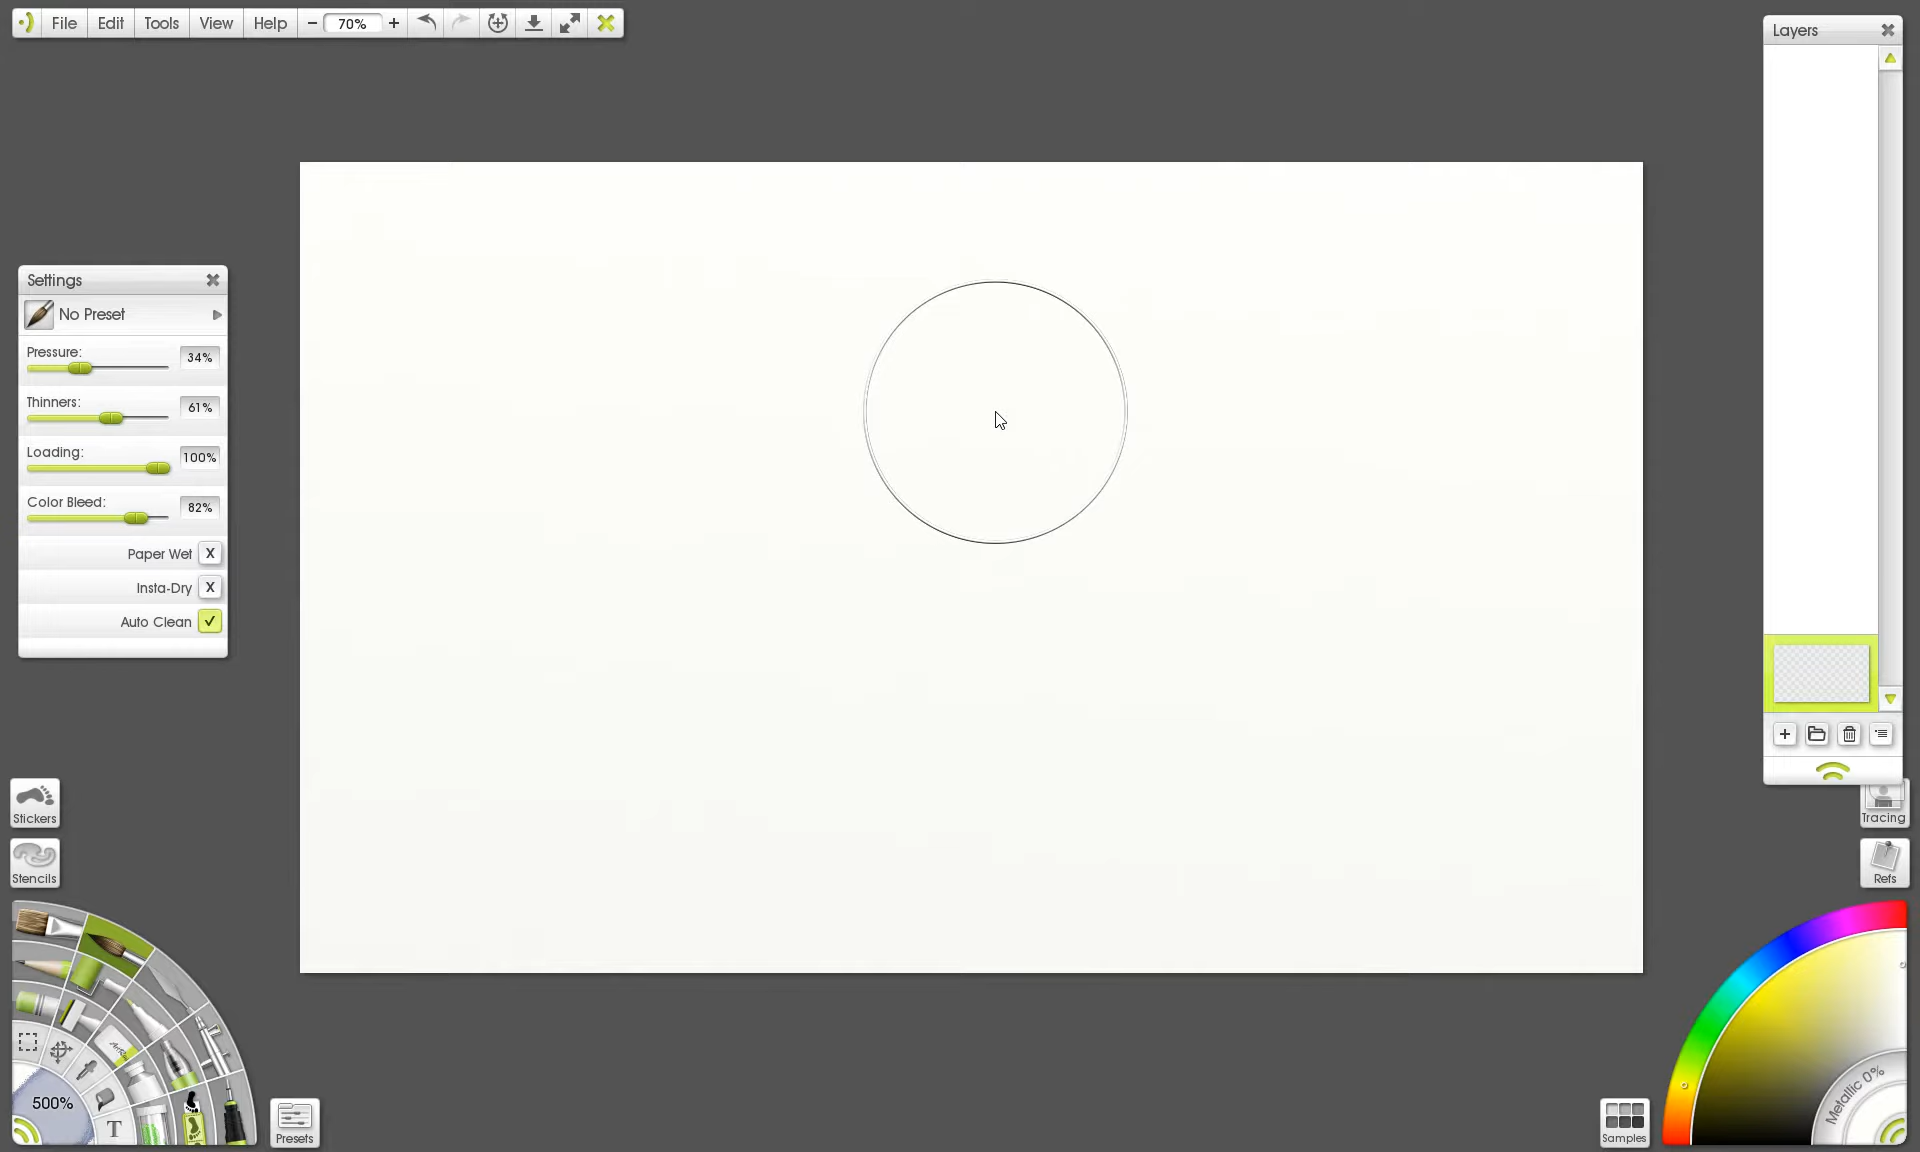 File Edit Tools View Help − 70% +
Layers
Settings
No Preset
Pressure: 34%
Thinners: 61%
Loading: 100%
Color Bleed: 82%
Paper Wet X
Insta-Dry X
Auto Clean
Stickers
Tracing
Stencils
Refs
500%
T
Presets
Samples
Metallic 0%